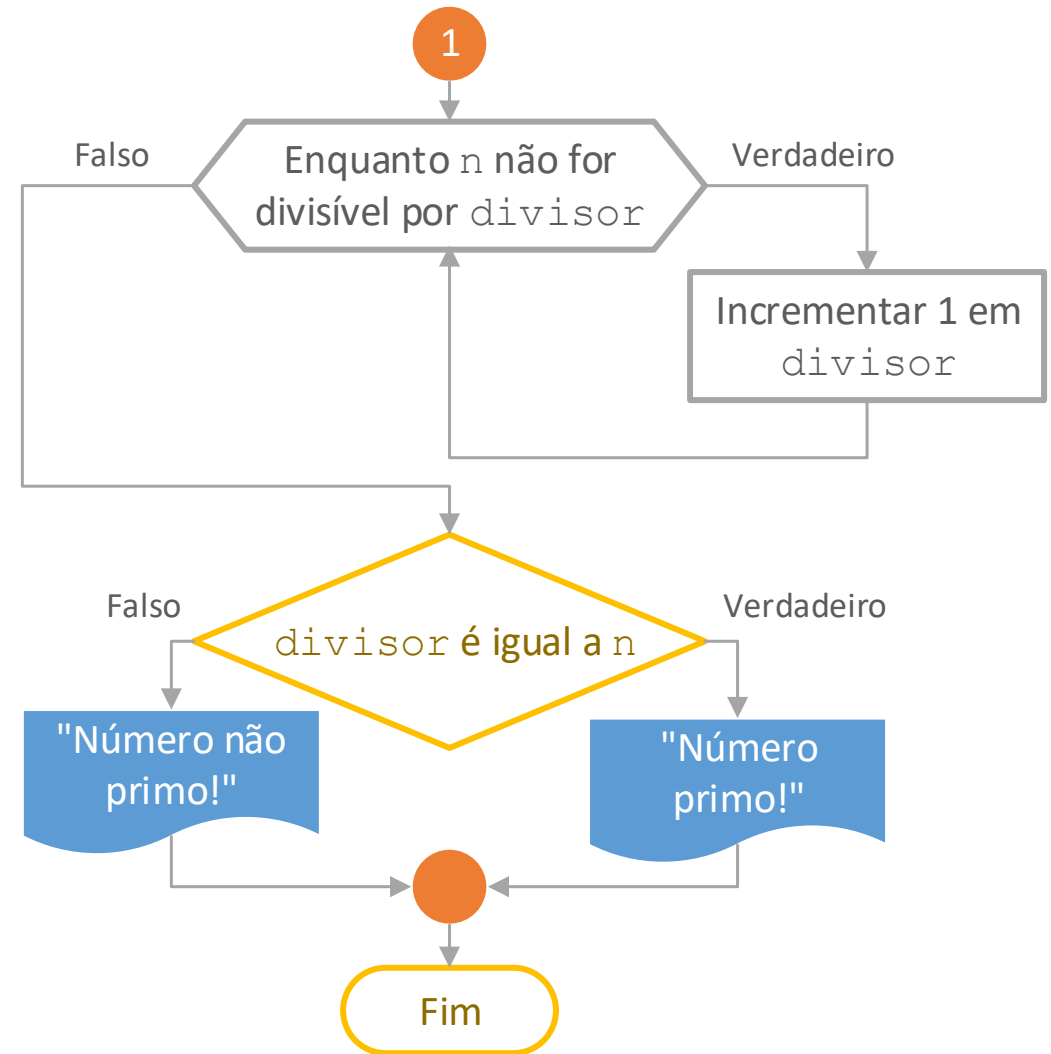 1
Falso
Enquanto n não for
divisível por divisor
Verdadeiro
Incrementar 1 em
divisor
Falso
divisor é igual a n
Verdadeiro
"Número não
primo!"
"Número
primo!"
Fim